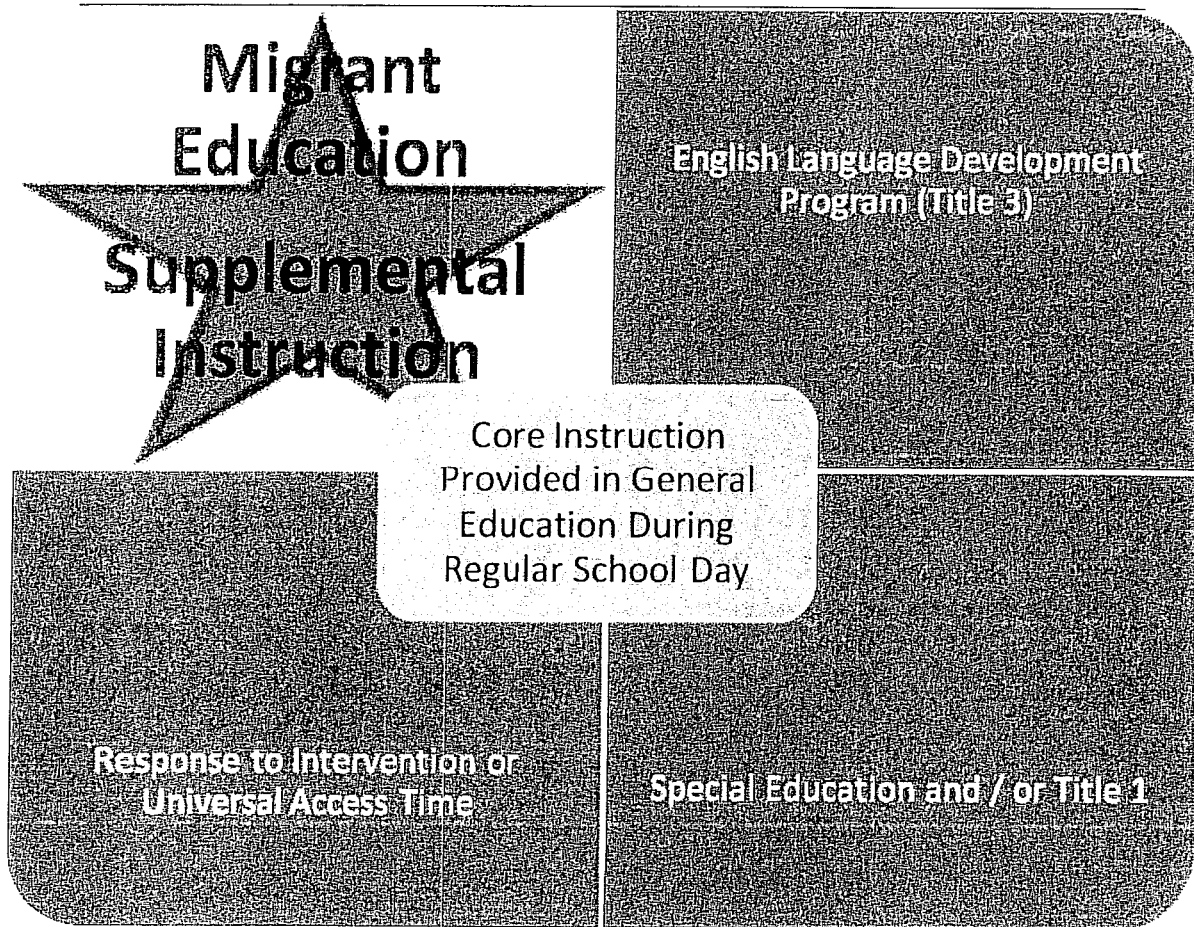 Migrant
Education
Supplemental
Instruction
English Language Development
Program (Title 3)
Core Instruction
Provided in General
Education During
Regular School Day
Response to Intervention or
Universal Access Time
Special Education and / or Title 1